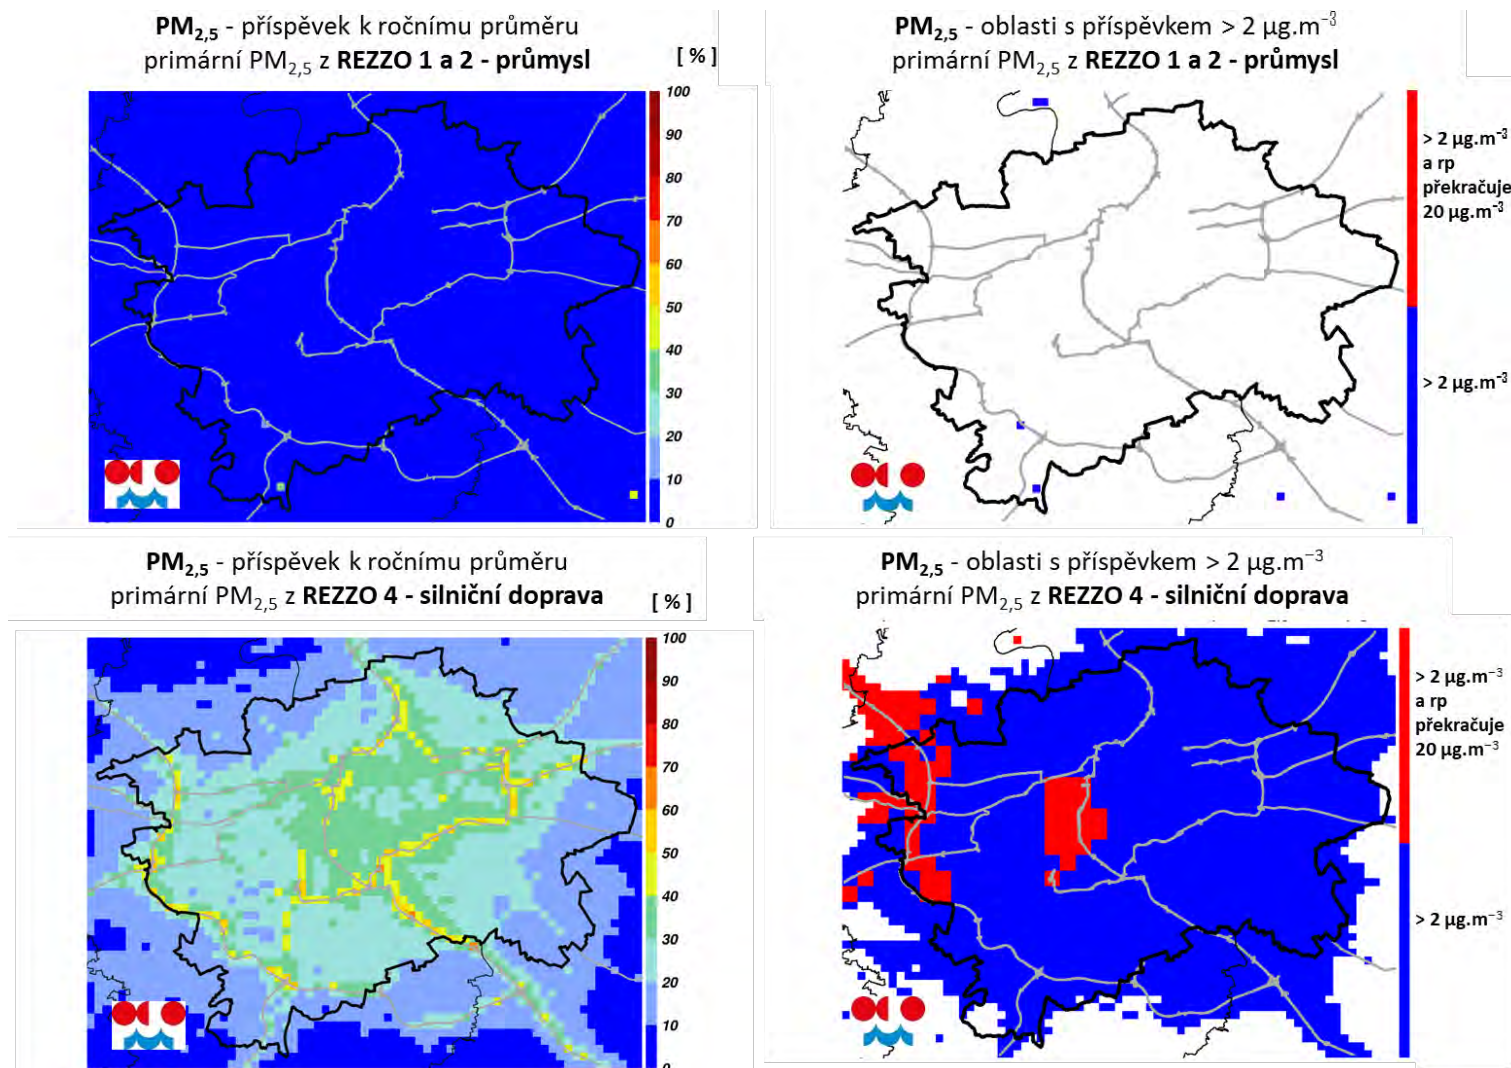 PM2,5 - příspěvek k ročnímu průměru
primární PM2,5 z REZZO 1 a 2 - průmysl
[ % ]
100
90
80
70
60
50
40
30
20
10
0
PM2,5 - oblasti s příspěvkem > 2 µg.m−3
primární PM2,5 z REZZO 1 a 2 - průmysl
> 2 µg.m−3
a rp
překračuje
20 µg.m−3
> 2 µg.m−3
PM2,5 - příspěvek k ročnímu průměru
primární PM2,5 z REZZO 4 - silniční doprava
[ % ]
100
90
80
70
60
50
40
30
20
10
0
PM2,5 - oblasti s příspěvkem > 2 µg.m−3
primární PM2,5 z REZZO 4 - silniční doprava
> 2 µg.m−3
a rp
překračuje
20 µg.m−3
> 2 µg.m−3